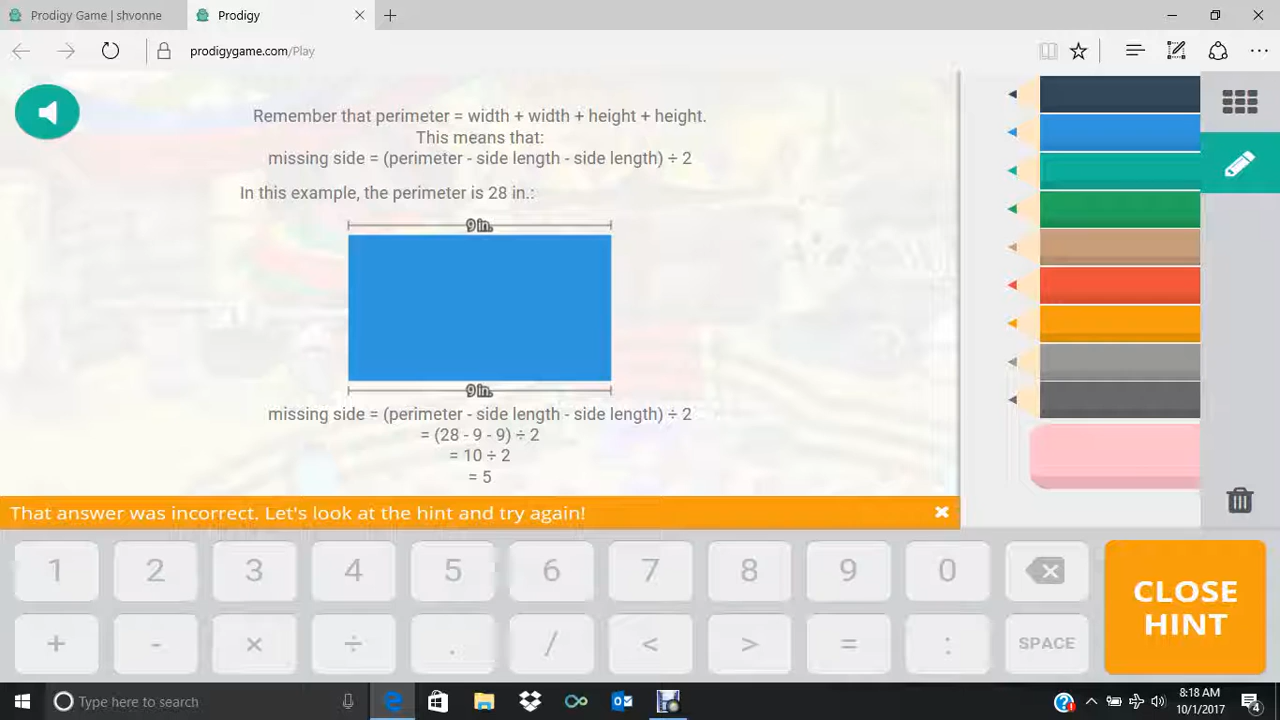 Prodigy Game | shvonne
Prodigy
prodigygame.com/Play
Remember that perimeter = width + width + height + height.
This means that:
missing side = (perimeter - side length - side length) ÷ 2
In this example, the perimeter is 28 in.:
9 in.
9 in.
missing side = (perimeter - side length - side length) ÷ 2
= (28 - 9 - 9) ÷ 2
= 10 ÷ 2
= 5
That answer was incorrect. Let's look at the hint and try again!
1 2 3 4 5 6 7 8 9 0
+ - × ÷ . / < > = : SPACE
CLOSE
HINT
Type here to search
8:18 AM
10/1/2017
4